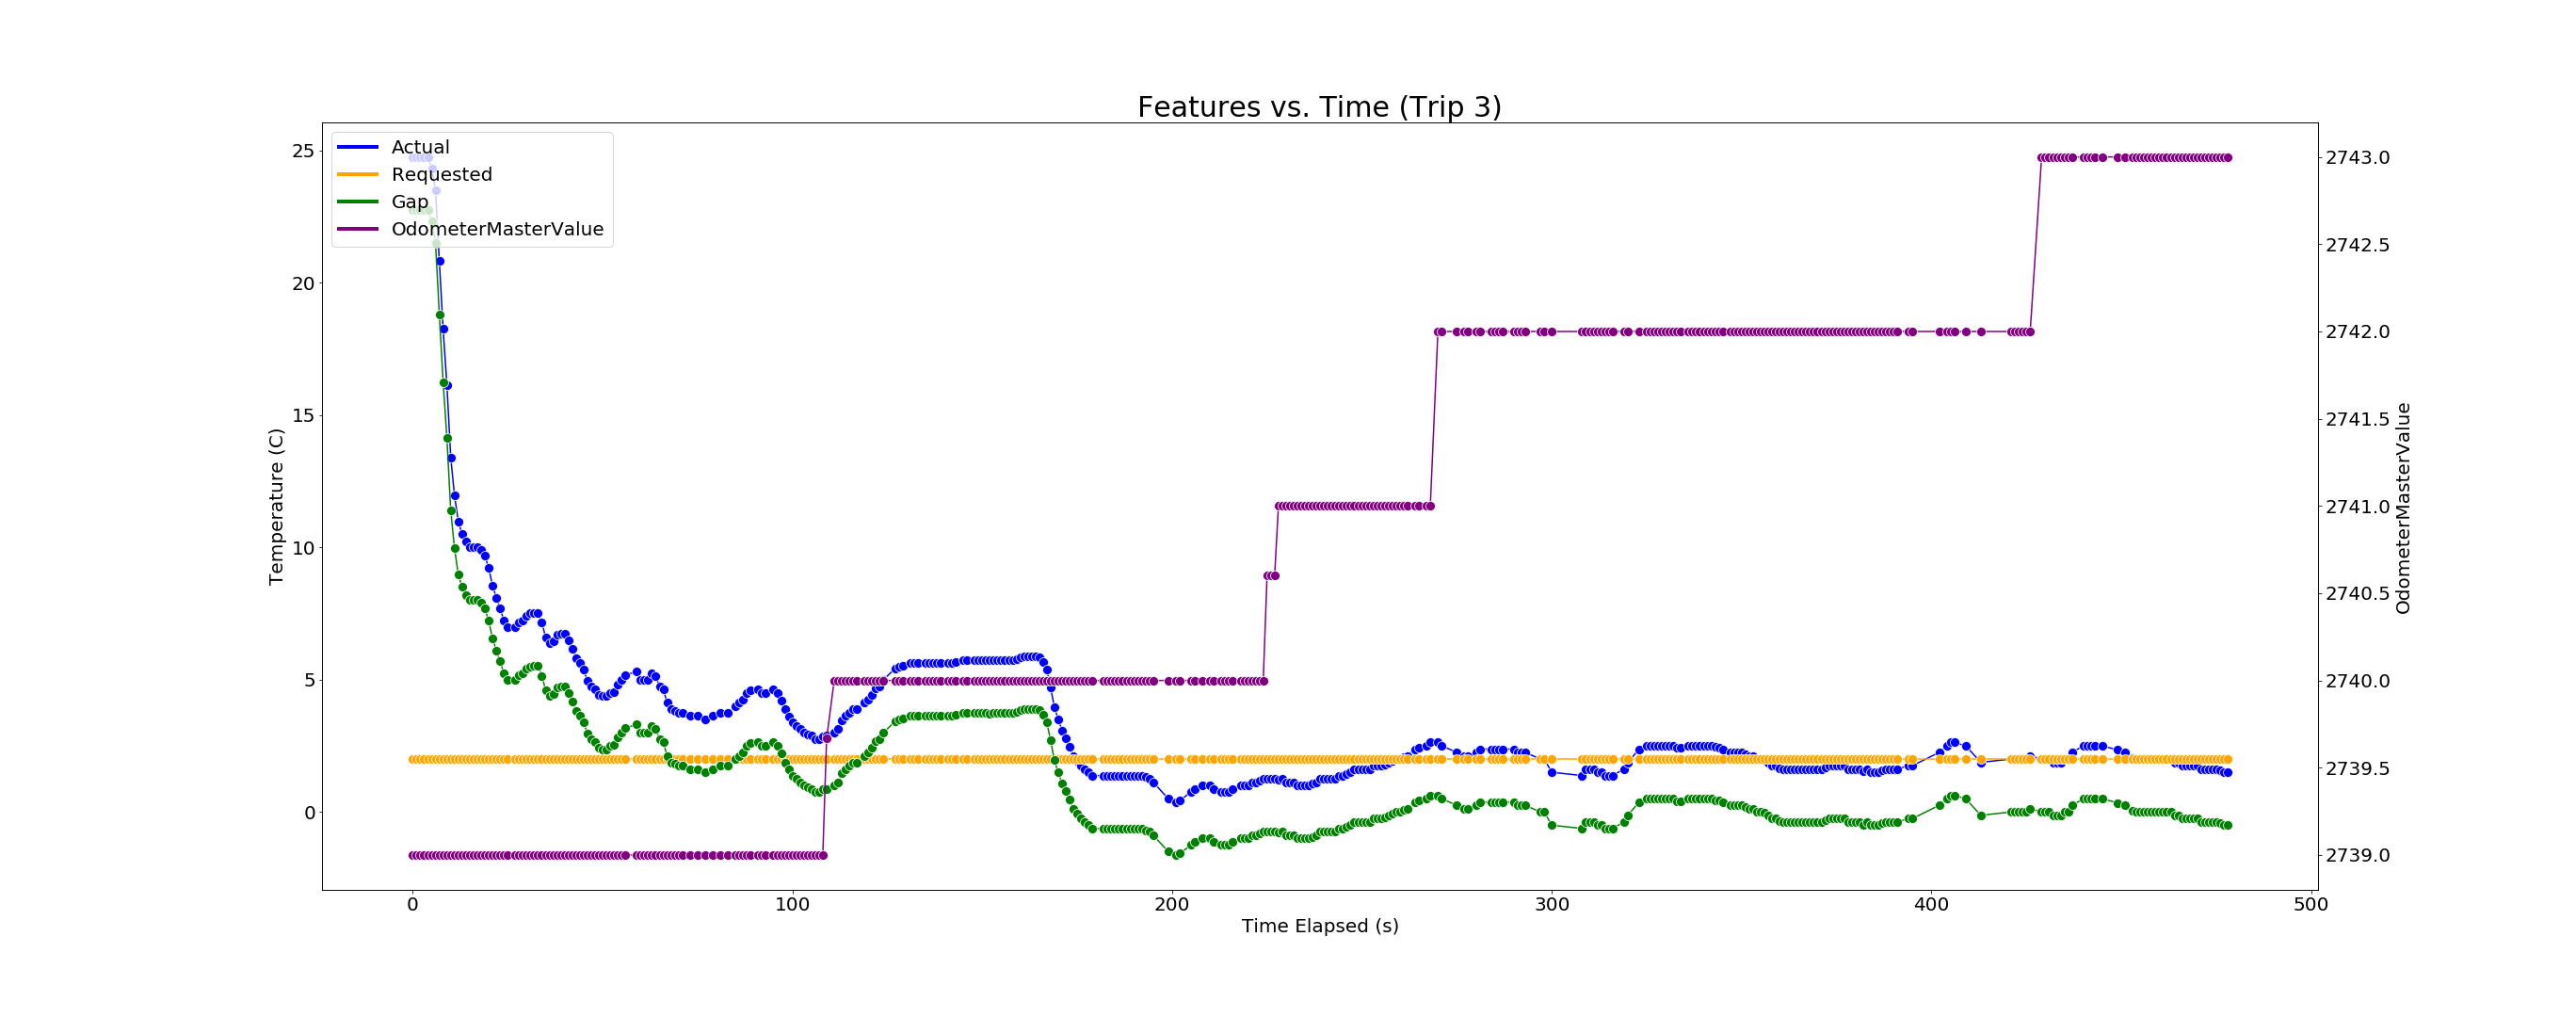 Features vs. Time (Trip 3)
Actual
Requested
Gap
OdometerMasterValue
25
20
15
10
5
0
Temperature (C)
2743.0
2742.5
2742.0
2741.5
2741.0
2740.5
2740.0
2739.5
2739.0
OdometerMasterValue
0 100 200 300 400 500
Time Elapsed (s)